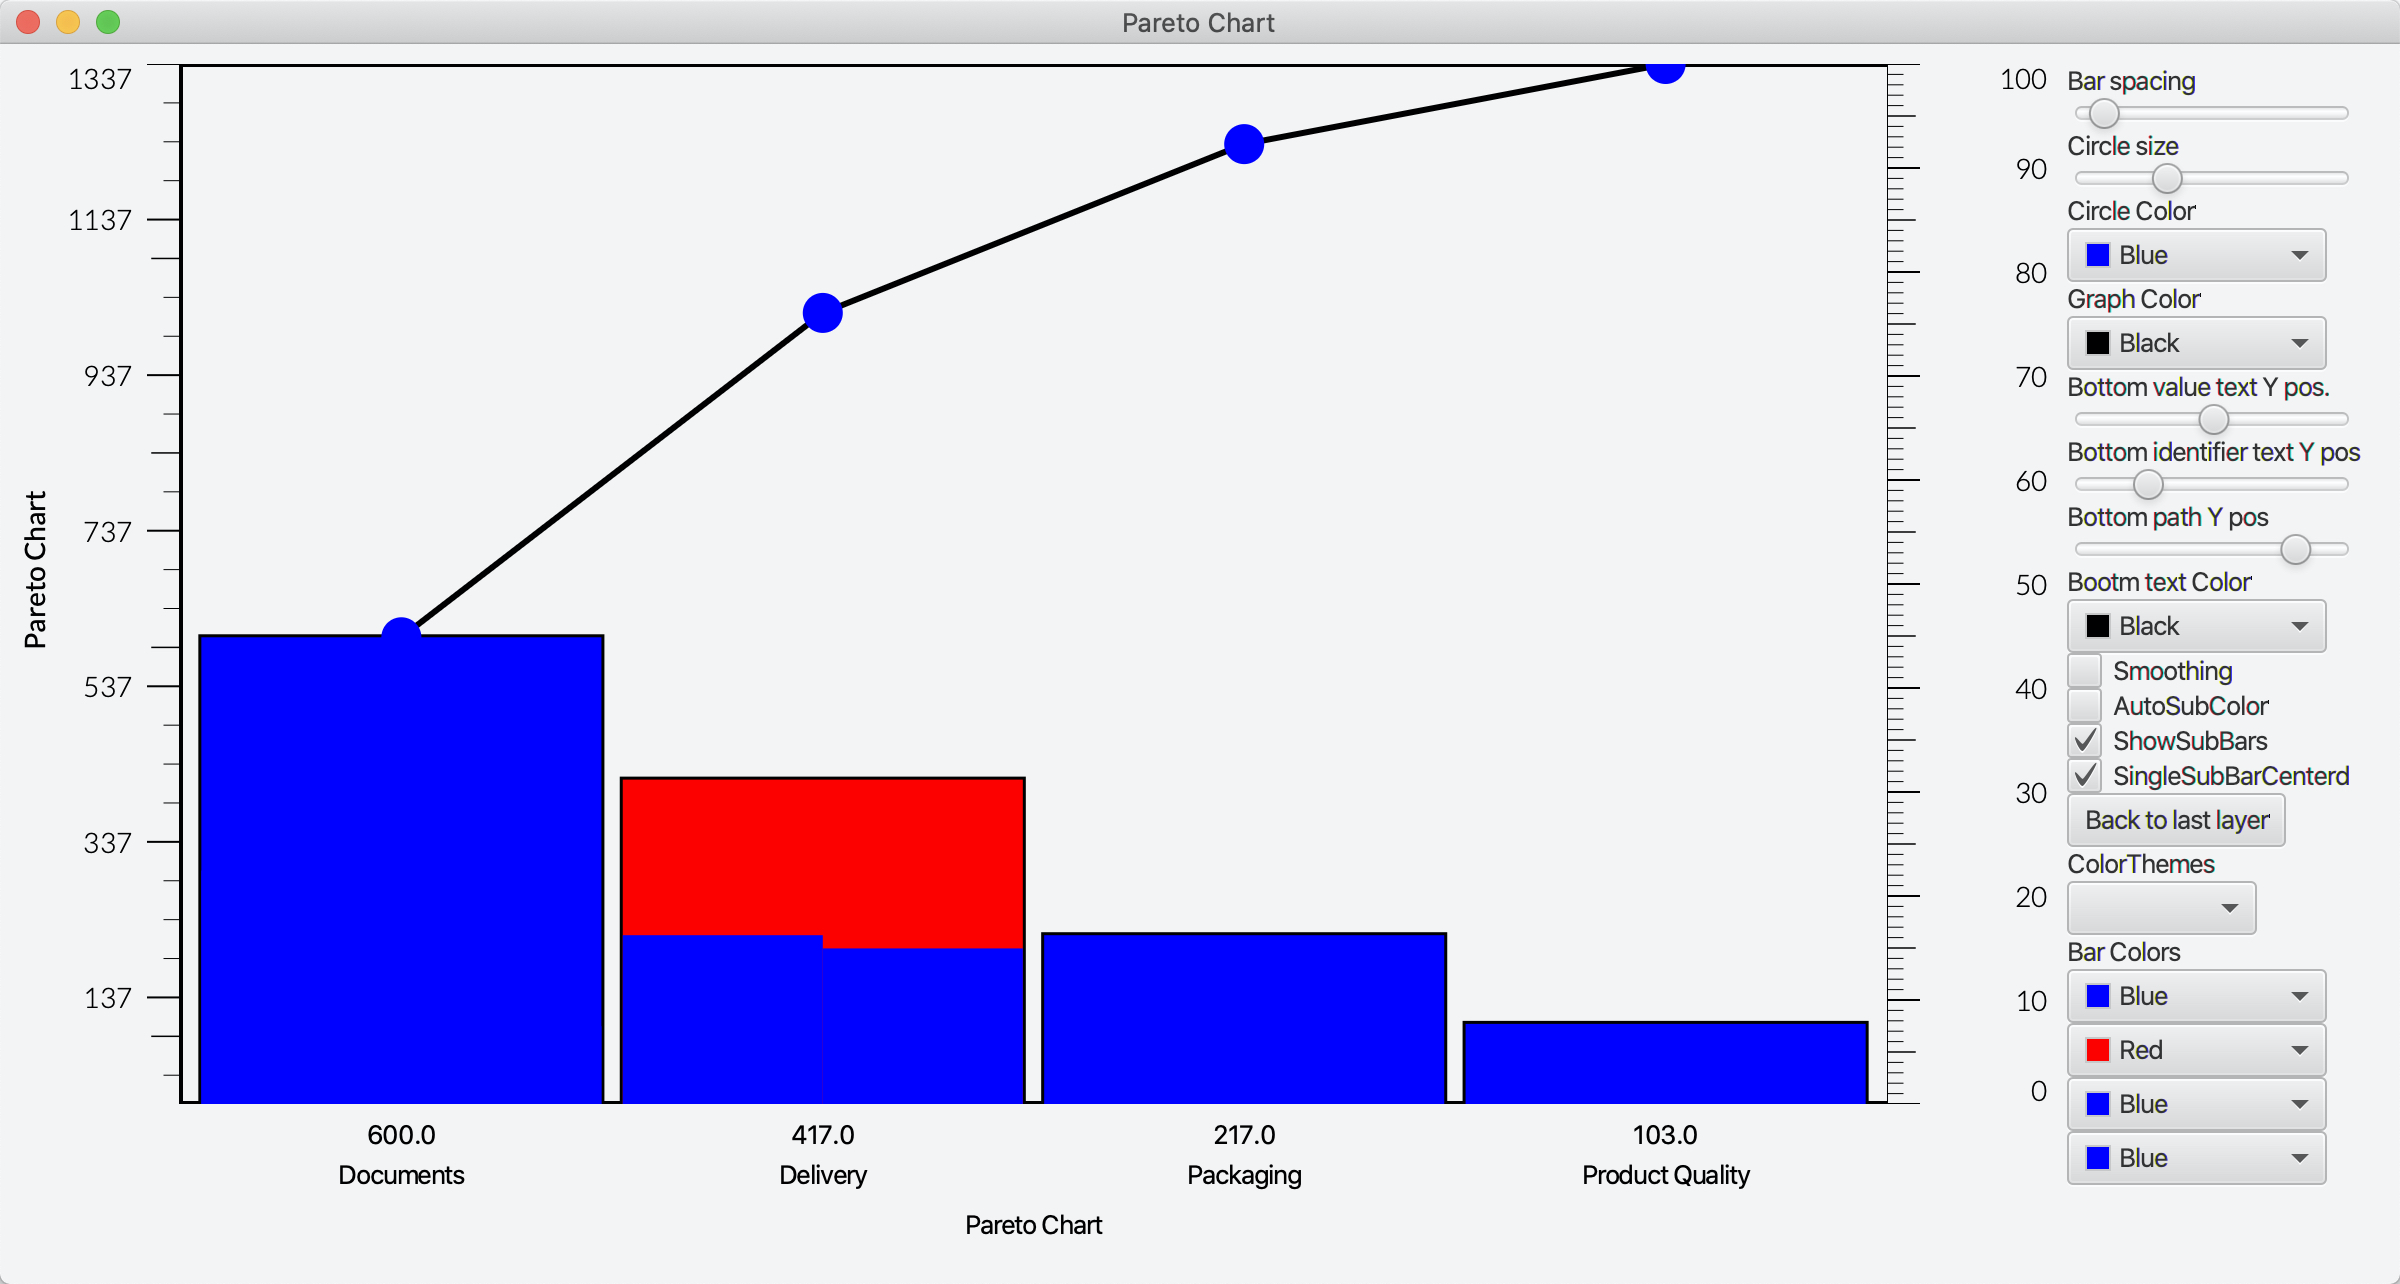 Pareto Chart
1337
1137
937
737
537
337
137
Pareto Chart
600.0
417.0
217.0
103.0
Documents
Delivery
Packaging
Product Quality
Pareto Chart
100
90
80
70
60
50
40
30
20
10
0
Bar spacing
Circle size
Circle Color
Blue
Graph Color
Black
Bottom value text Y pos.
Bottom identifier text Y pos
Bottom path Y pos
Bootm text Color
Black
Smoothing
AutoSubColor
ShowSubBars
SingleSubBarCenterd
Back to last layer
ColorThemes
Bar Colors
Blue
Red
Blue
Blue